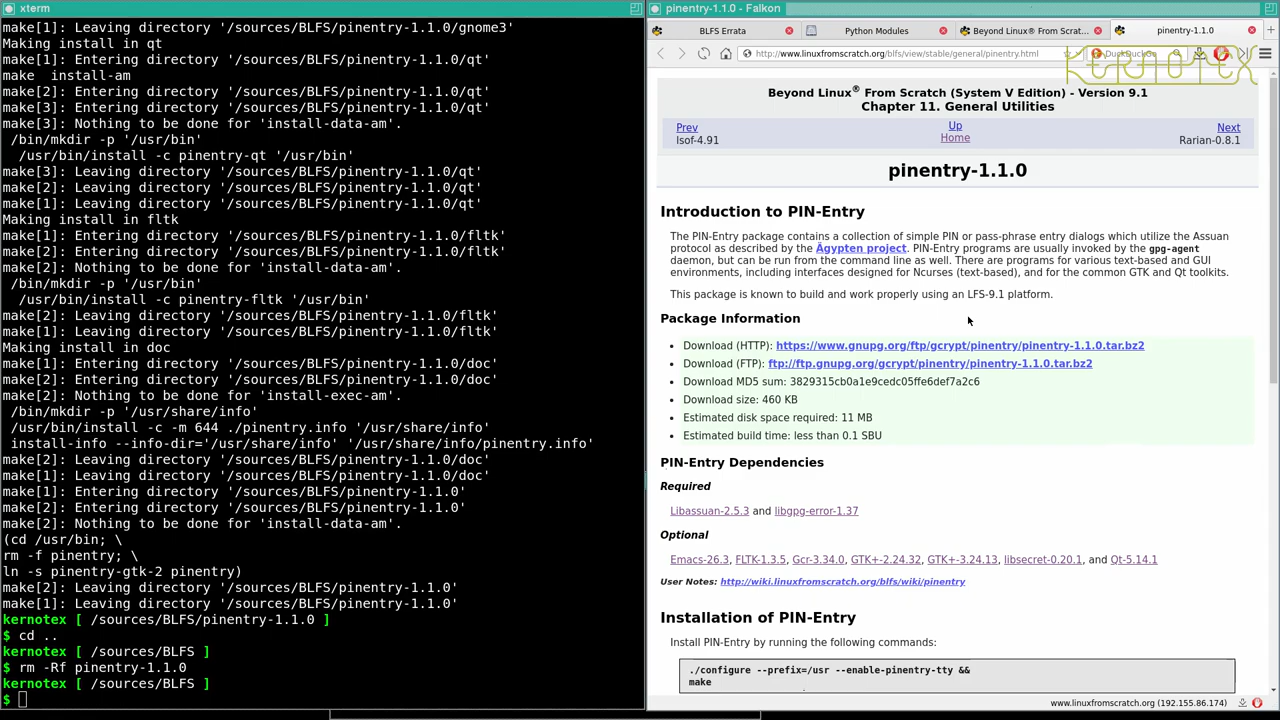 xterm
make[1]: Leaving directory '/sources/BLFS/pinentry-1.1.0/gnome3'
Making install in qt
make[1]: Entering directory '/sources/BLFS/pinentry-1.1.0/qt'
make  install-am
make[2]: Entering directory '/sources/BLFS/pinentry-1.1.0/qt'
make[3]: Entering directory '/sources/BLFS/pinentry-1.1.0/qt'
make[3]: Nothing to be done for 'install-data-am'.
/bin/mkdir -p '/usr/bin'
/usr/bin/install -c pinentry-qt '/usr/bin'
make[3]: Leaving directory '/sources/BLFS/pinentry-1.1.0/qt'
make[2]: Leaving directory '/sources/BLFS/pinentry-1.1.0/qt'
make[1]: Leaving directory '/sources/BLFS/pinentry-1.1.0/qt'
Making install in fltk
make[1]: Entering directory '/sources/BLFS/pinentry-1.1.0/fltk'
make[2]: Entering directory '/sources/BLFS/pinentry-1.1.0/fltk'
make[2]: Nothing to be done for 'install-data-am'.
/bin/mkdir -p '/usr/bin'
/usr/bin/install -c pinentry-fltk '/usr/bin'
make[2]: Leaving directory '/sources/BLFS/pinentry-1.1.0/fltk'
make[1]: Leaving directory '/sources/BLFS/pinentry-1.1.0/fltk'
Making install in doc
make[1]: Entering directory '/sources/BLFS/pinentry-1.1.0/doc'
make[2]: Entering directory '/sources/BLFS/pinentry-1.1.0/doc'
make[2]: Nothing to be done for 'install-exec-am'.
/bin/mkdir -p '/usr/share/info'
/usr/bin/install -c -m 644 ./pinentry.info '/usr/share/info'
install-info --info-dir='/usr/share/info' '/usr/share/info/pinentry.info'
make[2]: Leaving directory '/sources/BLFS/pinentry-1.1.0/doc'
make[1]: Leaving directory '/sources/BLFS/pinentry-1.1.0/doc'
make[1]: Entering directory '/sources/BLFS/pinentry-1.1.0'
make[2]: Entering directory '/sources/BLFS/pinentry-1.1.0'
make[2]: Nothing to be done for 'install-data-am'.
(cd /usr/bin; \
rm -f pinentry; \
ln -s pinentry-gtk-2 pinentry)
make[2]: Leaving directory '/sources/BLFS/pinentry-1.1.0'
make[1]: Leaving directory '/sources/BLFS/pinentry-1.1.0'
kernotex [ /sources/BLFS/pinentry-1.1.0 ]
$ cd ..
kernotex [ /sources/BLFS ]
$ rm -Rf pinentry-1.1.0
kernotex [ /sources/BLFS ]
$
pinentry-1.1.0 - Falkon
BLFS Errata
Python Modules
Beyond Linux® From Scrat...
pinentry-1.1.0
http://www.linuxfromscratch.org/blfs/view/stable/general/pinentry.html
DuckDuckGo
KERNOTEX
Beyond Linux® From Scratch (System V Edition) - Version 9.1
Chapter 11. General Utilities
Prev
Up
Next
lsof-4.91
Home
Rarian-0.8.1
pinentry-1.1.0
Introduction to PIN-Entry
The PIN-Entry package contains a collection of simple PIN or pass-phrase entry dialogs which utilize the Assuan
protocol as described by the Ägypten project. PIN-Entry programs are usually invoked by the gpg-agent
daemon, but can be run from the command line as well. There are programs for various text-based and GUI
environments, including interfaces designed for Ncurses (text-based), and for the common GTK and Qt toolkits.
This package is known to build and work properly using an LFS-9.1 platform.
Package Information
• Download (HTTP): https://www.gnupg.org/ftp/gcrypt/pinentry/pinentry-1.1.0.tar.bz2
• Download (FTP): ftp://ftp.gnupg.org/gcrypt/pinentry/pinentry-1.1.0.tar.bz2
• Download MD5 sum: 3829315cb0a1e9cedc05ffe6def7a2c6
• Download size: 460 KB
• Estimated disk space required: 11 MB
• Estimated build time: less than 0.1 SBU
PIN-Entry Dependencies
Required
Libassuan-2.5.3 and libgpg-error-1.37
Optional
Emacs-26.3, FLTK-1.3.5, Gcr-3.34.0, GTK+-2.24.32, GTK+-3.24.13, libsecret-0.20.1, and Qt-5.14.1
User Notes: http://wiki.linuxfromscratch.org/blfs/wiki/pinentry
Installation of PIN-Entry
Install PIN-Entry by running the following commands:
./configure --prefix=/usr --enable-pinentry-tty &&
make
www.linuxfromscratch.org (192.155.86.174)